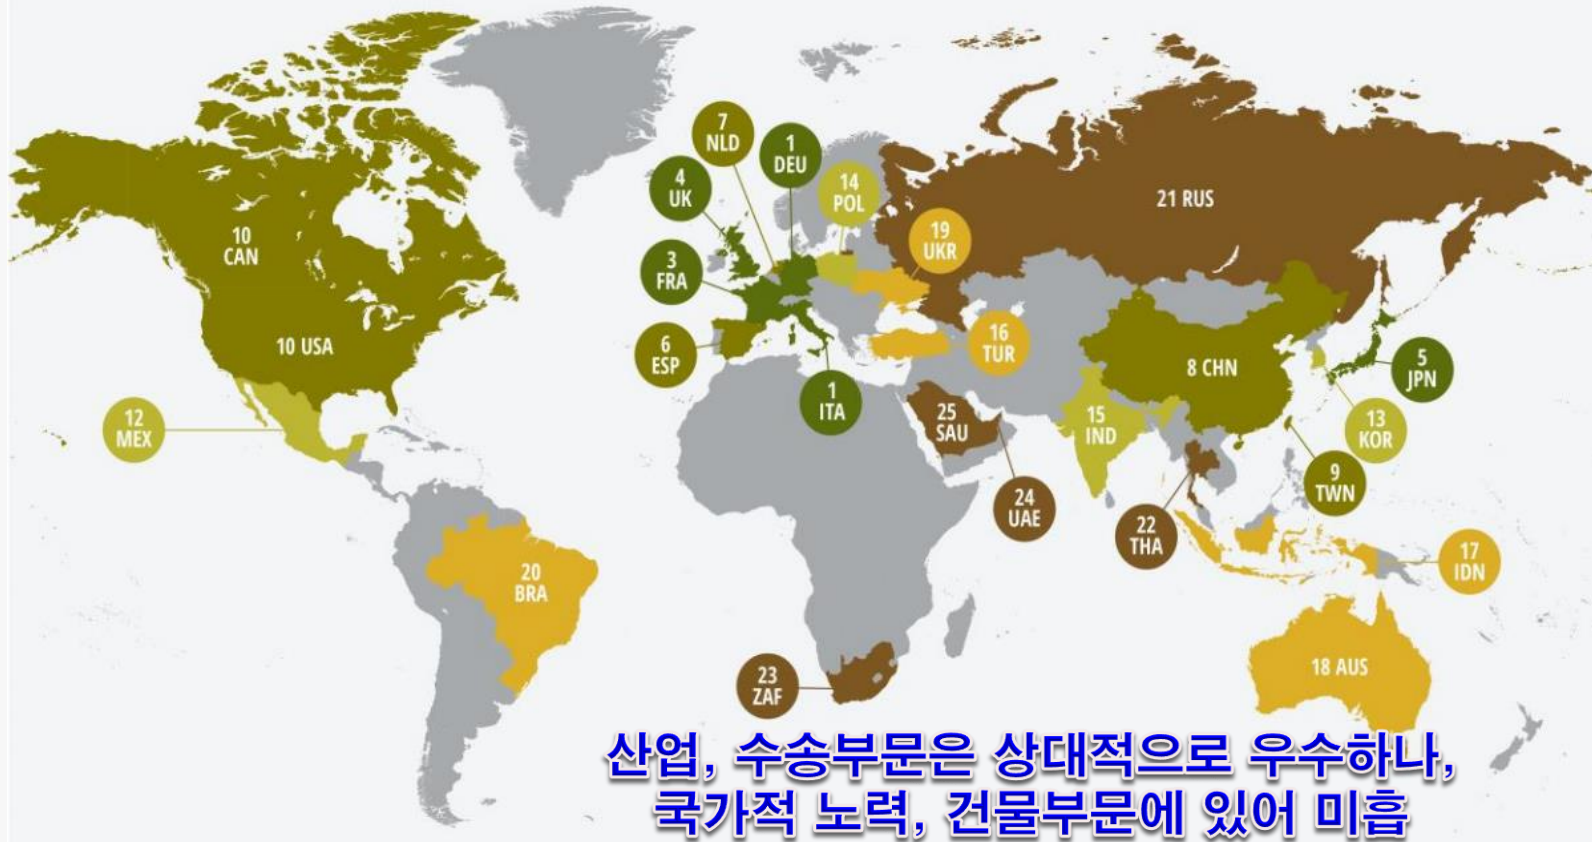 7
NLD
1
DEU
4
UK
14
POL
21 RUS
10
CAN
19
UKR
3
FRA
10 USA
6
ESP
16
TUR
8 CHN
5
JPN
12
MEX
1
ITA
25
SAU
15
IND
13
KOR
9
TWN
24
UAE
22
THA
17
IDN
20
BRA
18 AUS
23
ZAF
산업, 수송부문은 상대적으로 우수하나,
국가적 노력, 건물부문에 있어 미흡